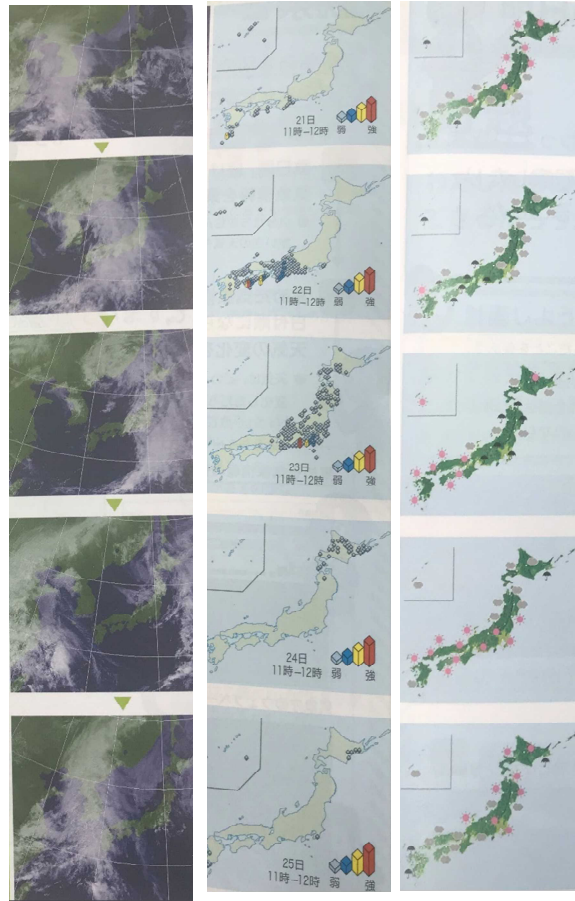 21日
11時–12時 弱 強
22日
11時–12時 弱 強
23日
11時–12時 弱 強
24日
11時–12時 弱 強
25日
11時–12時 弱 強